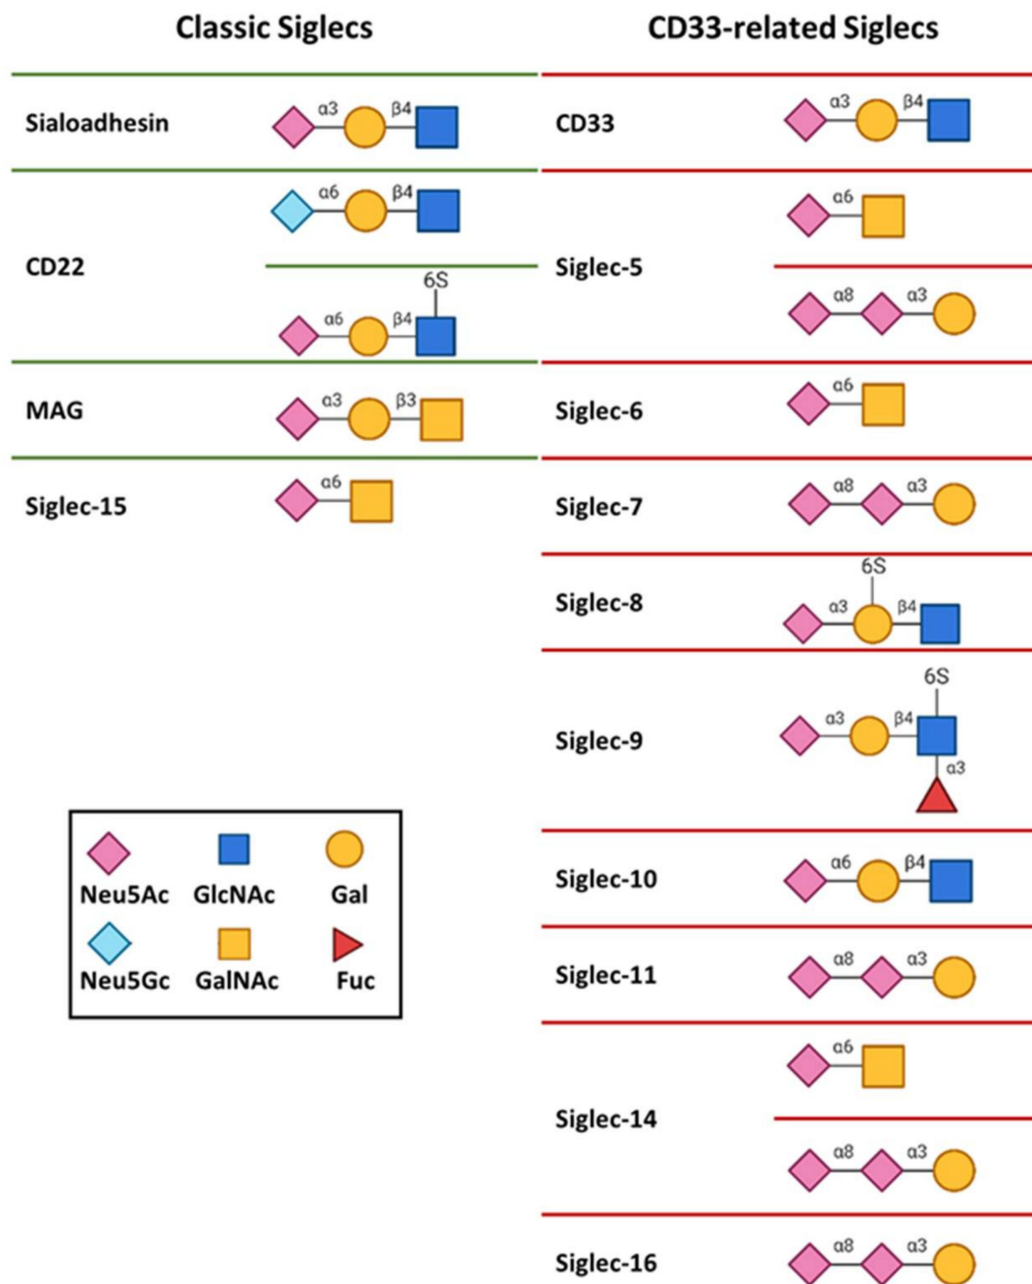 Classic Siglecs
Sialoadhesin
α3 β4
CD22
α6 β4
6S
α6 β4
MAG
α3 β3
Siglec-15
α6
Neu5Ac GlcNAc Gal
Neu5Gc GalNAc Fuc
CD33-related Siglecs
CD33
α3 β4
Siglec-5
α6
α8 α3
Siglec-6
α6
Siglec-7
α8 α3
Siglec-8
6S
α3 β4
Siglec-9
6S
α3 β4
α3
Siglec-10
α6 β4
Siglec-11
α8 α3
Siglec-14
α6
α8 α3
Siglec-16
α8 α3